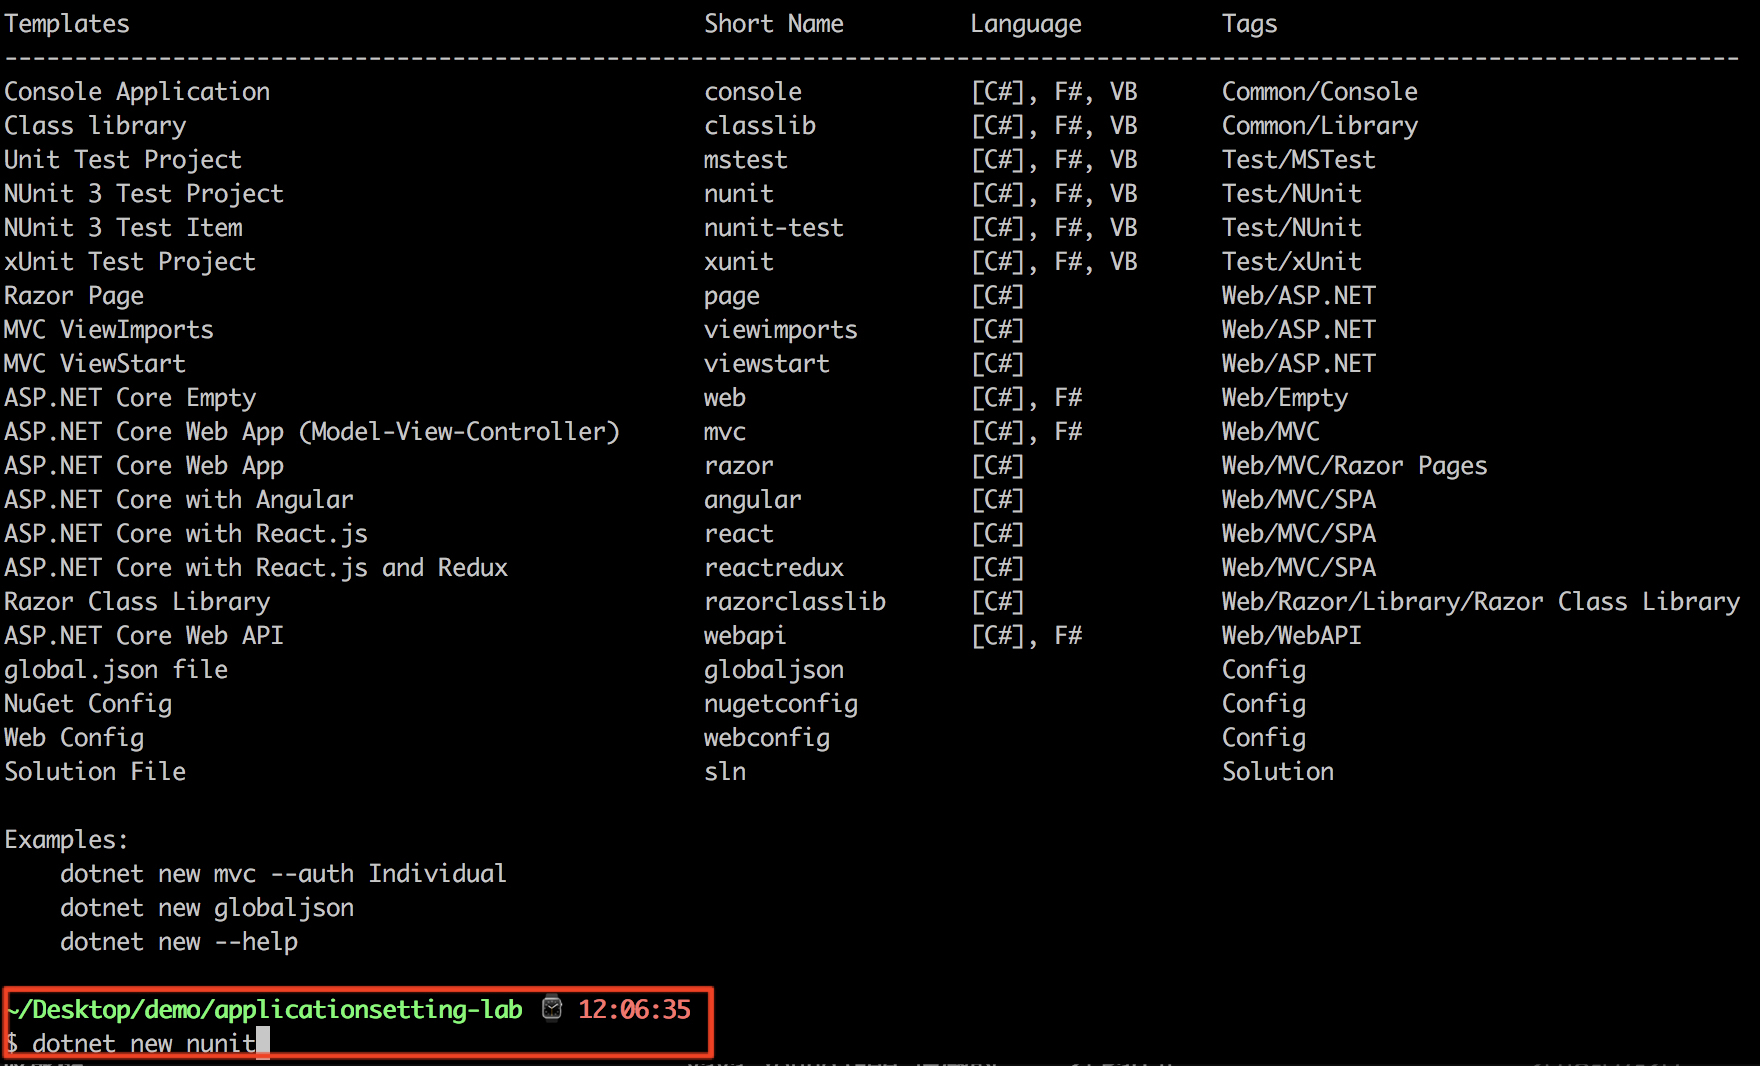 Templates Short Name Language Tags
----------------------------------------------------------------------------------------------------------------------------
Console Application console [C#], F#, VB Common/Console
Class library classlib [C#], F#, VB Common/Library
Unit Test Project mstest [C#], F#, VB Test/MSTest
NUnit 3 Test Project nunit [C#], F#, VB Test/NUnit
NUnit 3 Test Item nunit-test [C#], F#, VB Test/NUnit
xUnit Test Project xunit [C#], F#, VB Test/xUnit
Razor Page page [C#] Web/ASP.NET
MVC ViewImports viewimports [C#] Web/ASP.NET
MVC ViewStart viewstart [C#] Web/ASP.NET
ASP.NET Core Empty web [C#], F# Web/Empty
ASP.NET Core Web App (Model-View-Controller) mvc [C#], F# Web/MVC
ASP.NET Core Web App razor [C#] Web/MVC/Razor Pages
ASP.NET Core with Angular angular [C#] Web/MVC/SPA
ASP.NET Core with React.js react [C#] Web/MVC/SPA
ASP.NET Core with React.js and Redux reactredux [C#] Web/MVC/SPA
Razor Class Library razorclasslib [C#] Web/Razor/Library/Razor Class Library
ASP.NET Core Web API webapi [C#], F# Web/WebAPI
global.json file globaljson Config
NuGet Config nugetconfig Config
Web Config webconfig Config
Solution File sln Solution
Examples:
dotnet new mvc --auth Individual
dotnet new globaljson
dotnet new --help
~/Desktop/demo/applicationsetting-lab ⌚ 12:06:35
$ dotnet new nunit